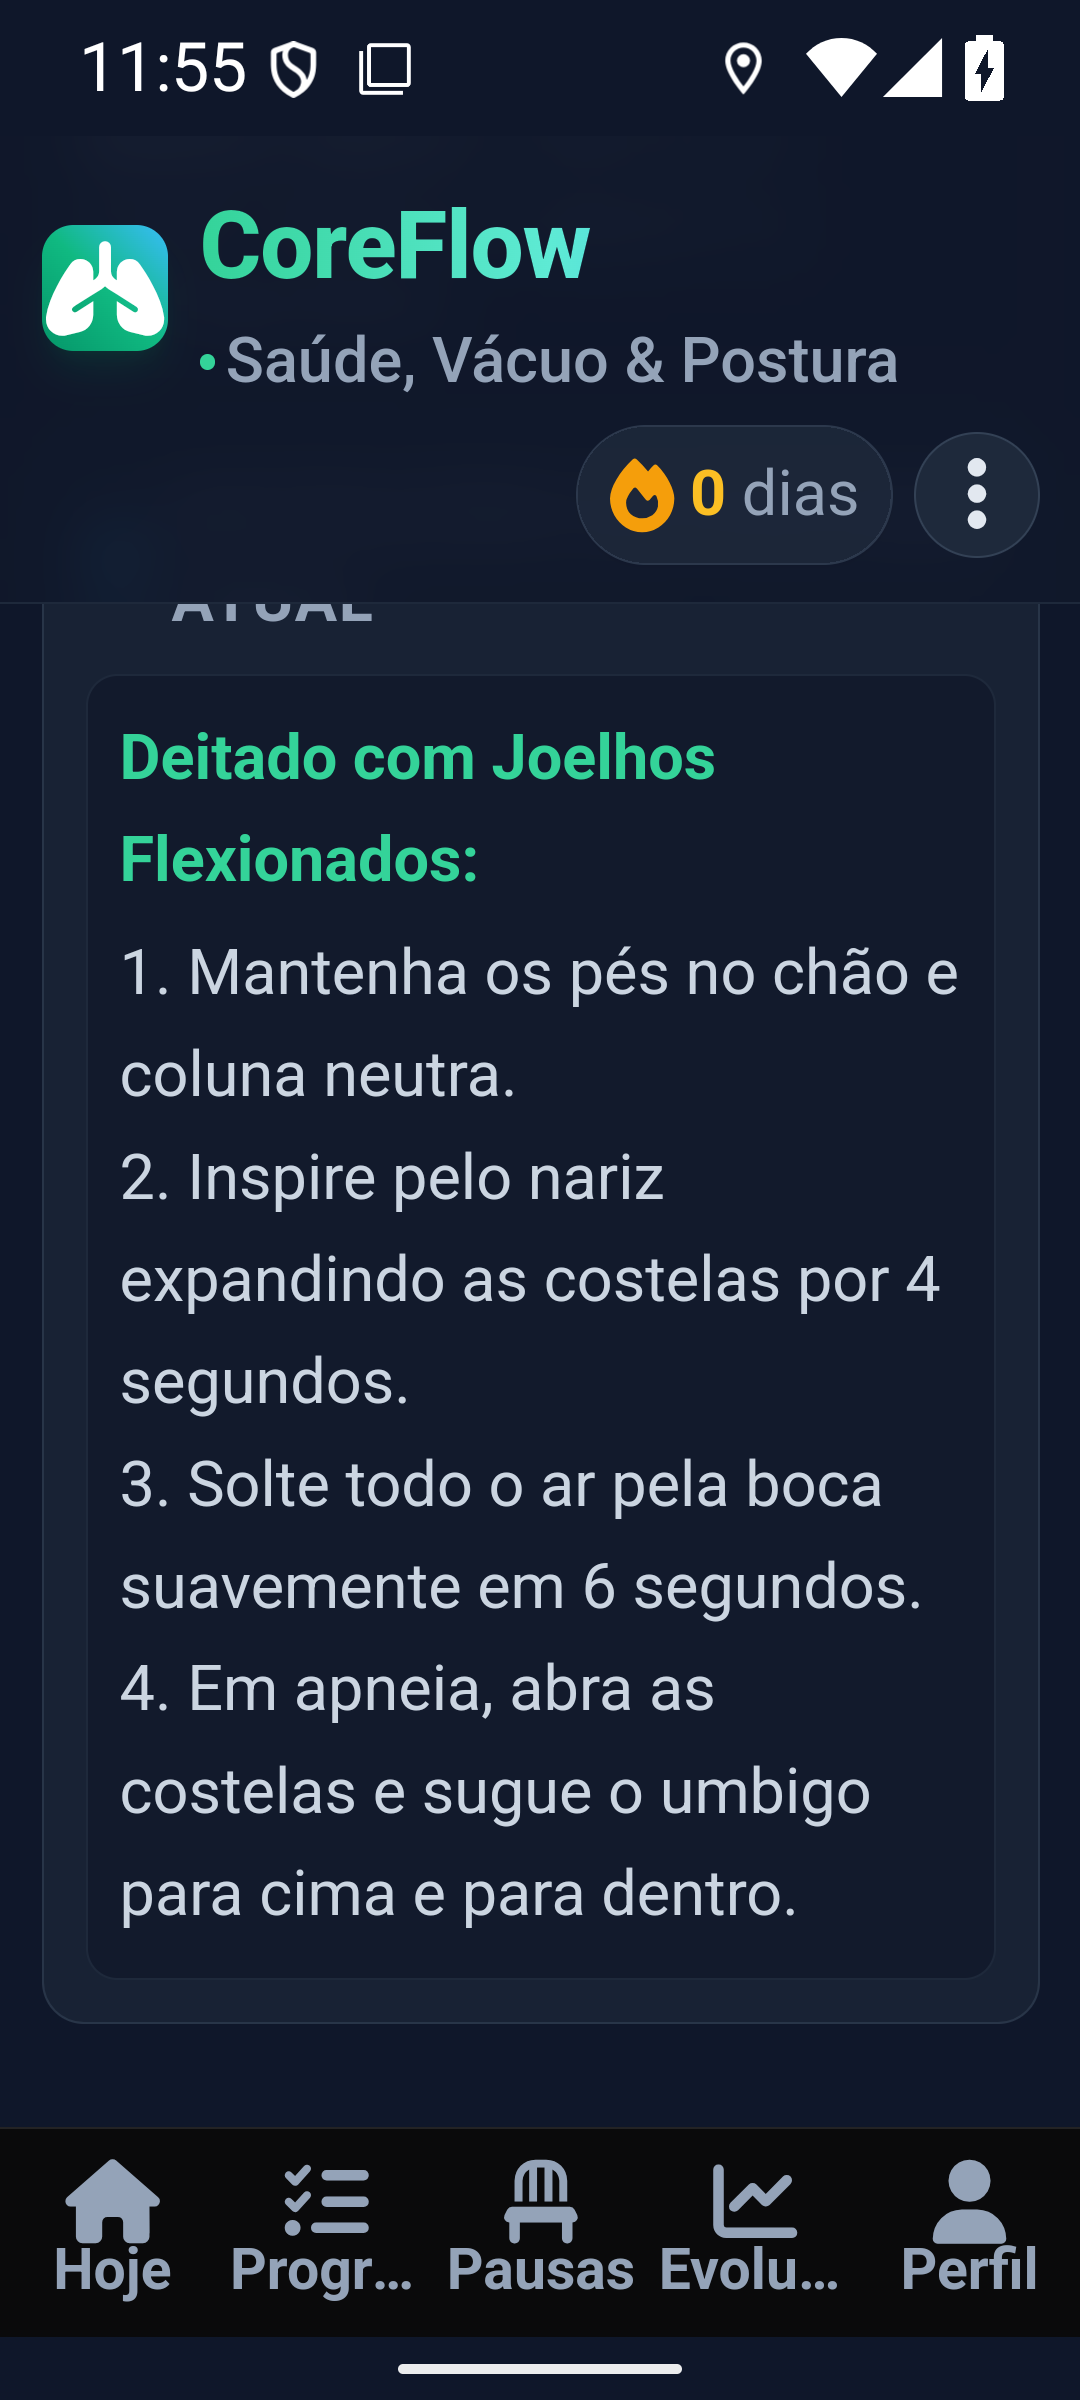 11:55
CoreFlow
Saúde, Vácuo & Postura
0 dias
ATUAL
Deitado com Joelhos
Flexionados:
1. Mantenha os pés no chão e
coluna neutra.
2. Inspire pelo nariz
expandindo as costelas por 4
segundos.
3. Solte todo o ar pela boca
suavemente em 6 segundos.
4. Em apneia, abra as
costelas e sugue o umbigo
para cima e para dentro.
Hoje
Progr...
Pausas
Evolu...
Perfil